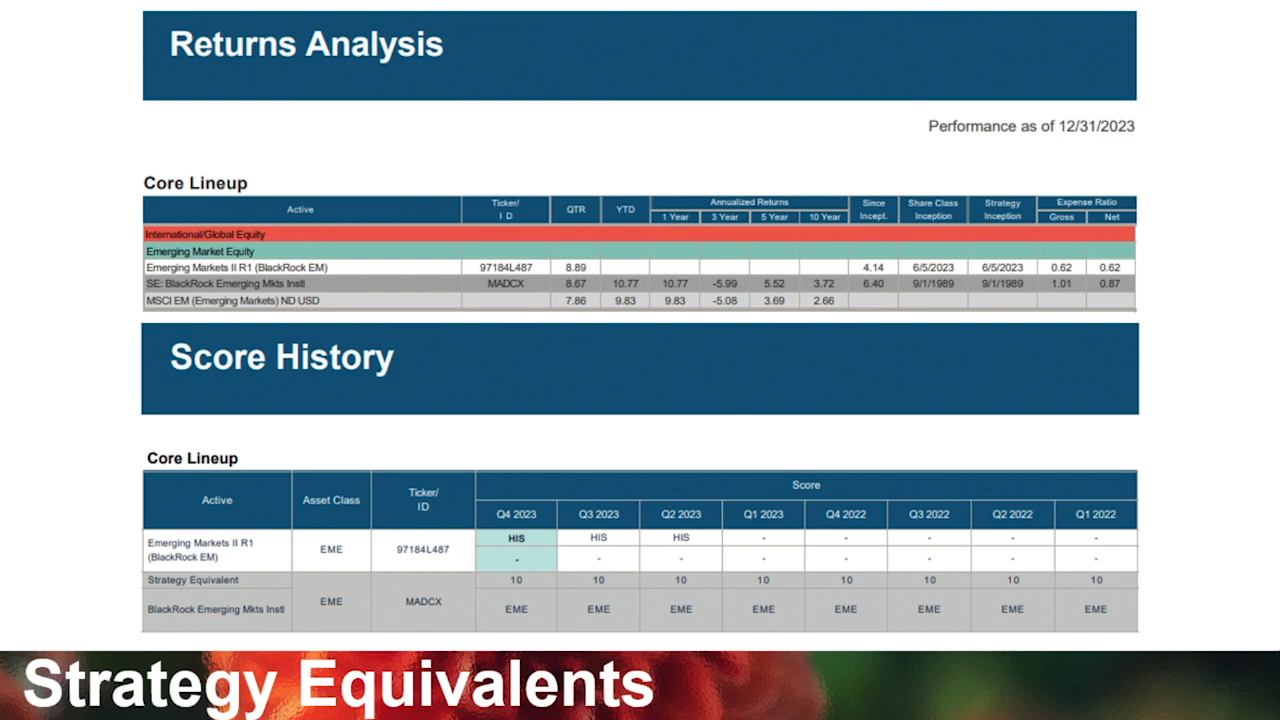 Returns Analysis
Performance as of 12/31/2023
Core Lineup
Active Ticker/ I D QTR YTD Annualized Returns Since Incept. Share Class Inception Strategy Inception Expense Ratio
1 Year 3 Year 5 Year 10 Year Gross Net
International/Global Equity
Emerging Market Equity
Emerging Markets II R1 (BlackRock EM) 97184L487 8.89 4.14 6/5/2023 6/5/2023 0.62 0.62
SE: BlackRock Emerging Mkts Instl MADCX 8.67 10.77 10.77 -5.99 5.52 3.72 6.40 9/1/1989 9/1/1989 1.01 0.87
MSCI EM (Emerging Markets) ND USD 7.86 9.83 9.83 -5.08 3.69 2.66
Score History
Core Lineup
Active Asset Class Ticker/ ID Score
Q4 2023 Q3 2023 Q2 2023 Q1 2023 Q4 2022 Q3 2022 Q2 2022 Q1 2022
Emerging Markets II R1 (BlackRock EM) EME 97184L487 HIS HIS HIS - - - - -
- - - - - - - -
Strategy Equivalent 10 10 10 10 10 10 10 10
BlackRock Emerging Mkts Instl EME MADCX EME EME EME EME EME EME EME EME
Strategy Equivalents